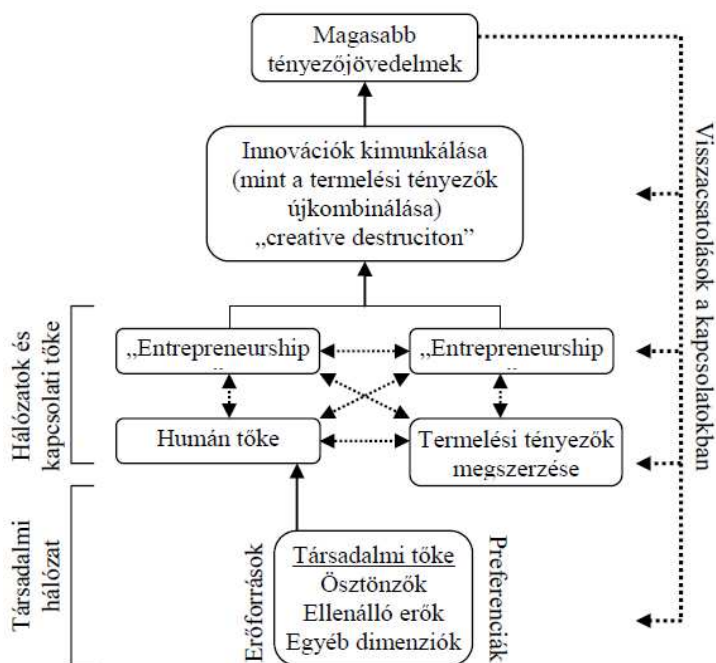 Magasabb
tényezőjövedelmek
Innovációk kimunkálása
(mint a termelési tényezők
újkombinálása)
„creative destruciton”
Visszacsatolások a kapcsolatokban
Hálózatok és
kapcsolati tőke
„Entrepreneurship
”
„Entrepreneurship
”
Humán tőke
Termelési tényezők
megszerzése
Társadalmi
hálózat
Erőforrások
Társadalmi tőke
Ösztönzők
Ellenálló erők
Egyéb dimenziók
Preferenciák